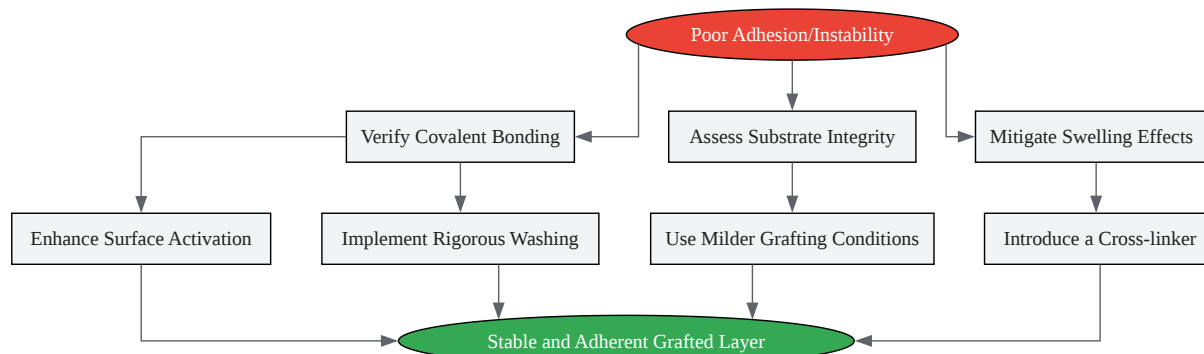 Poor Adhesion/Instability
Verify Covalent Bonding
Assess Substrate Integrity
Mitigate Swelling Effects
Enhance Surface Activation
Implement Rigorous Washing
Use Milder Grafting Conditions
Introduce a Cross-linker
Stable and Adherent Grafted Layer